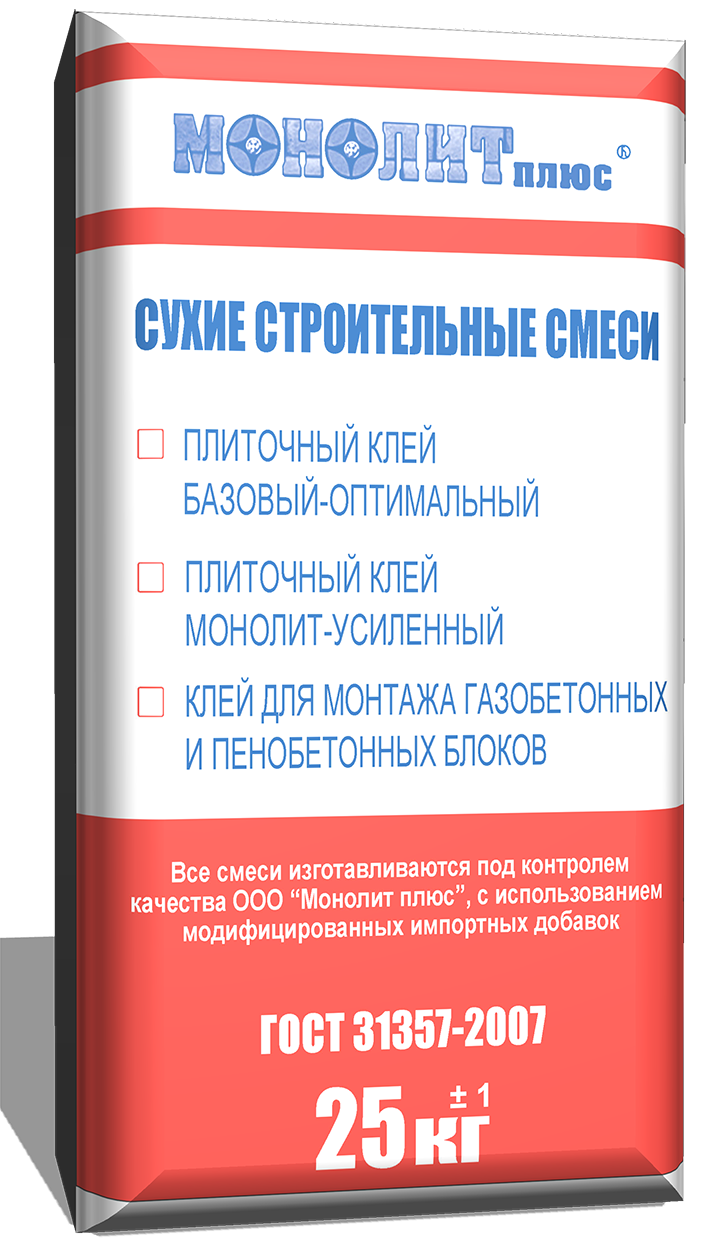 МОНОЛИТ плюс ®
СУХИЕ СТРОИТЕЛЬНЫЕ СМЕСИ
ПЛИТОЧНЫЙ КЛЕЙ
БАЗОВЫЙ-ОПТИМАЛЬНЫЙ
ПЛИТОЧНЫЙ КЛЕЙ
МОНОЛИТ-УСИЛЕННЫЙ
КЛЕЙ ДЛЯ МОНТАЖА ГАЗОБЕТОННЫХ
И ПЕНОБЕТОННЫХ БЛОКОВ
Все смеси изготавливаются под контролем
качества ООО “Монолит плюс”, с использованием
модифицированных импортных добавок
ГОСТ 31357-2007
25 кг ± 1